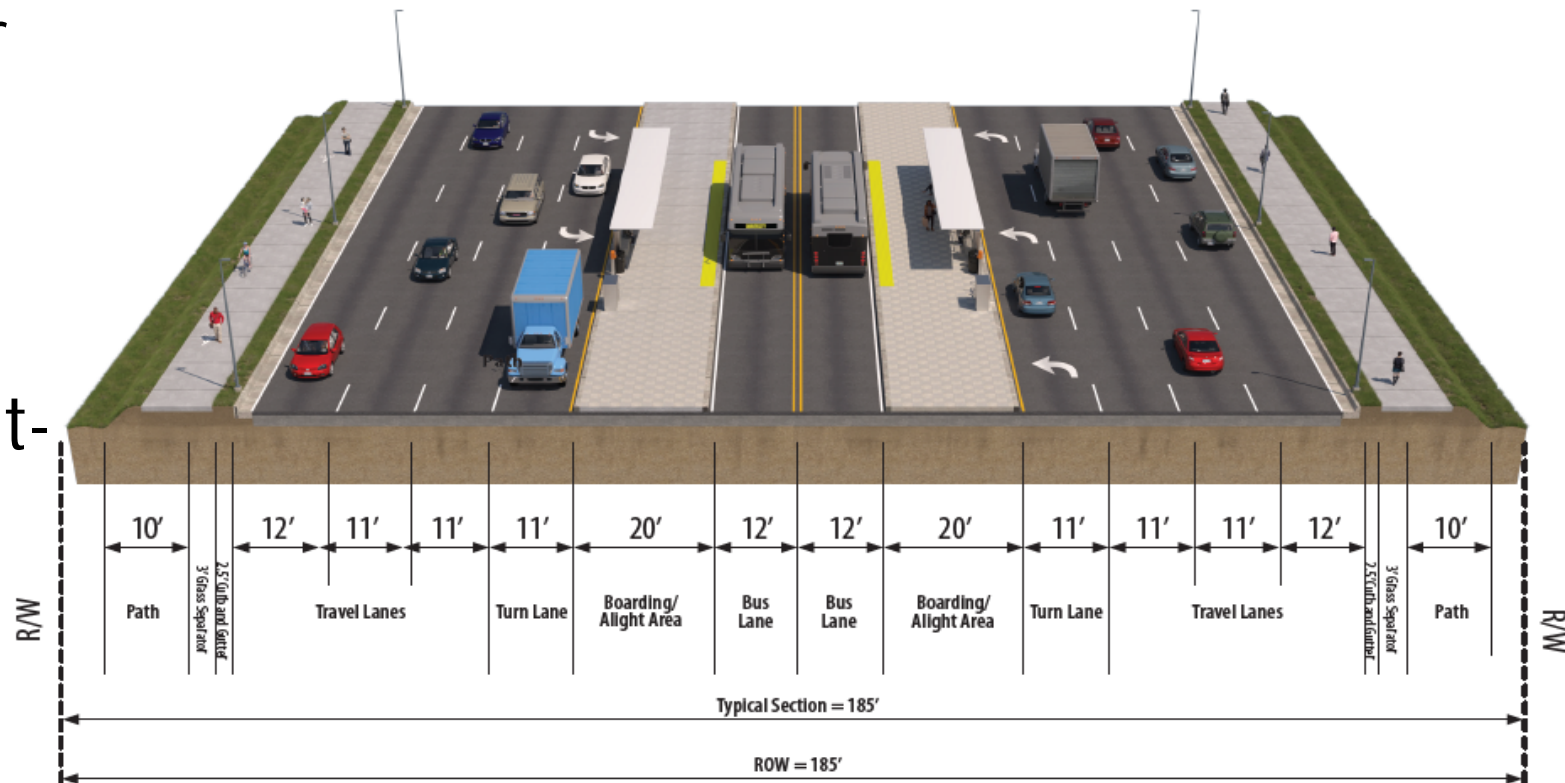 t-
10’
12’
11’
11’
11’
20’
12’
12’
20’
11’
11’
11’
12’
10’
R/W
Path
3’ Grass Separator
2.5’ Curb and Gutter
Travel Lanes
Turn Lane
Boarding/
Alight Area
Bus
Lane
Bus
Lane
Boarding/
Alight Area
Turn Lane
Travel Lanes
2.5’ Curb and Gutter
3’ Grass Separator
Path
R/W
Typical Section = 185’
ROW = 185’